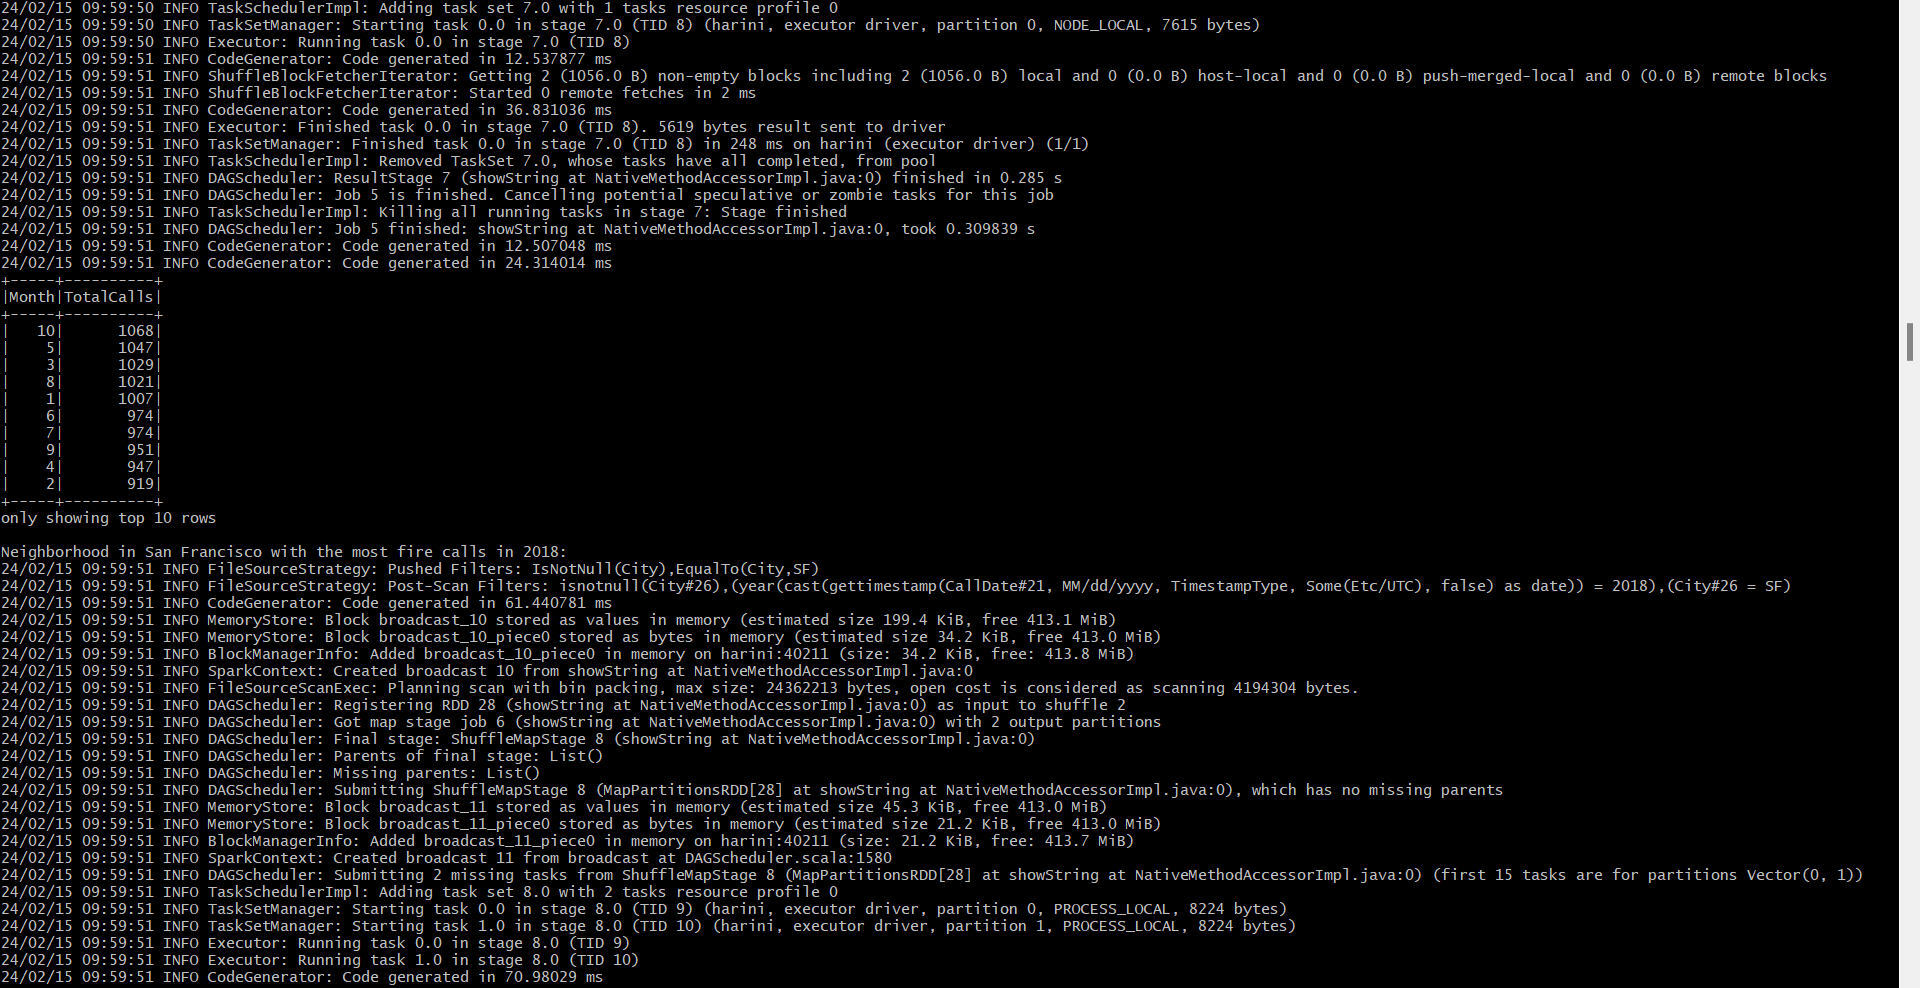 24/02/15 09:59:50 INFO TaskSchedulerImpl: Adding task set 7.0 with 1 tasks resource profile 0
24/02/15 09:59:50 INFO TaskSetManager: Starting task 0.0 in stage 7.0 (TID 8) (harini, executor driver, partition 0, NODE_LOCAL, 7615 bytes)
24/02/15 09:59:50 INFO Executor: Running task 0.0 in stage 7.0 (TID 8)
24/02/15 09:59:51 INFO CodeGenerator: Code generated in 12.537877 ms
24/02/15 09:59:51 INFO ShuffleBlockFetcherIterator: Getting 2 (1056.0 B) non-empty blocks including 2 (1056.0 B) local and 0 (0.0 B) host-local and 0 (0.0 B) push-merged-local and 0 (0.0 B) remote blocks
24/02/15 09:59:51 INFO ShuffleBlockFetcherIterator: Started 0 remote fetches in 2 ms
24/02/15 09:59:51 INFO CodeGenerator: Code generated in 36.831036 ms
24/02/15 09:59:51 INFO Executor: Finished task 0.0 in stage 7.0 (TID 8). 5619 bytes result sent to driver
24/02/15 09:59:51 INFO TaskSetManager: Finished task 0.0 in stage 7.0 (TID 8) in 248 ms on harini (executor driver) (1/1)
24/02/15 09:59:51 INFO TaskSchedulerImpl: Removed TaskSet 7.0, whose tasks have all completed, from pool
24/02/15 09:59:51 INFO DAGScheduler: ResultStage 7 (showString at NativeMethodAccessorImpl.java:0) finished in 0.285 s
24/02/15 09:59:51 INFO DAGScheduler: Job 5 is finished. Cancelling potential speculative or zombie tasks for this job
24/02/15 09:59:51 INFO TaskSchedulerImpl: Killing all running tasks in stage 7: Stage finished
24/02/15 09:59:51 INFO DAGScheduler: Job 5 finished: showString at NativeMethodAccessorImpl.java:0, took 0.309839 s
24/02/15 09:59:51 INFO CodeGenerator: Code generated in 12.507048 ms
24/02/15 09:59:51 INFO CodeGenerator: Code generated in 24.314014 ms
+-----+----------+
|Month|TotalCalls|
+-----+----------+
|   10|      1068|
|    5|      1047|
|    3|      1029|
|    8|      1021|
|    1|      1007|
|    6|       974|
|    7|       974|
|    9|       951|
|    4|       947|
|    2|       919|
+-----+----------+
only showing top 10 rows

Neighborhood in San Francisco with the most fire calls in 2018:
24/02/15 09:59:51 INFO FileSourceStrategy: Pushed Filters: IsNotNull(City),EqualTo(City,SF)
24/02/15 09:59:51 INFO FileSourceStrategy: Post-Scan Filters: isnotnull(City#26),(year(cast(gettimestamp(CallDate#21, MM/dd/yyyy, TimestampType, Some(Etc/UTC), false) as date)) = 2018),(City#26 = SF)
24/02/15 09:59:51 INFO CodeGenerator: Code generated in 61.440781 ms
24/02/15 09:59:51 INFO MemoryStore: Block broadcast_10 stored as values in memory (estimated size 199.4 KiB, free 413.1 MiB)
24/02/15 09:59:51 INFO MemoryStore: Block broadcast_10_piece0 stored as bytes in memory (estimated size 34.2 KiB, free 413.0 MiB)
24/02/15 09:59:51 INFO BlockManagerInfo: Added broadcast_10_piece0 in memory on harini:40211 (size: 34.2 KiB, free: 413.8 MiB)
24/02/15 09:59:51 INFO SparkContext: Created broadcast 10 from showString at NativeMethodAccessorImpl.java:0
24/02/15 09:59:51 INFO FileSourceScanExec: Planning scan with bin packing, max size: 24362213 bytes, open cost is considered as scanning 4194304 bytes.
24/02/15 09:59:51 INFO DAGScheduler: Registering RDD 28 (showString at NativeMethodAccessorImpl.java:0) as input to shuffle 2
24/02/15 09:59:51 INFO DAGScheduler: Got map stage job 6 (showString at NativeMethodAccessorImpl.java:0) with 2 output partitions
24/02/15 09:59:51 INFO DAGScheduler: Final stage: ShuffleMapStage 8 (showString at NativeMethodAccessorImpl.java:0)
24/02/15 09:59:51 INFO DAGScheduler: Parents of final stage: List()
24/02/15 09:59:51 INFO DAGScheduler: Missing parents: List()
24/02/15 09:59:51 INFO DAGScheduler: Submitting ShuffleMapStage 8 (MapPartitionsRDD[28] at showString at NativeMethodAccessorImpl.java:0), which has no missing parents
24/02/15 09:59:51 INFO MemoryStore: Block broadcast_11 stored as values in memory (estimated size 45.3 KiB, free 413.0 MiB)
24/02/15 09:59:51 INFO MemoryStore: Block broadcast_11_piece0 stored as bytes in memory (estimated size 21.2 KiB, free 413.0 MiB)
24/02/15 09:59:51 INFO BlockManagerInfo: Added broadcast_11_piece0 in memory on harini:40211 (size: 21.2 KiB, free: 413.7 MiB)
24/02/15 09:59:51 INFO SparkContext: Created broadcast 11 from broadcast at DAGScheduler.scala:1580
24/02/15 09:59:51 INFO DAGScheduler: Submitting 2 missing tasks from ShuffleMapStage 8 (MapPartitionsRDD[28] at showString at NativeMethodAccessorImpl.java:0) (first 15 tasks are for partitions Vector(0, 1))
24/02/15 09:59:51 INFO TaskSchedulerImpl: Adding task set 8.0 with 2 tasks resource profile 0
24/02/15 09:59:51 INFO TaskSetManager: Starting task 0.0 in stage 8.0 (TID 9) (harini, executor driver, partition 0, PROCESS_LOCAL, 8224 bytes)
24/02/15 09:59:51 INFO TaskSetManager: Starting task 1.0 in stage 8.0 (TID 10) (harini, executor driver, partition 1, PROCESS_LOCAL, 8224 bytes)
24/02/15 09:59:51 INFO Executor: Running task 0.0 in stage 8.0 (TID 9)
24/02/15 09:59:51 INFO Executor: Running task 1.0 in stage 8.0 (TID 10)
24/02/15 09:59:51 INFO CodeGenerator: Code generated in 70.98029 ms